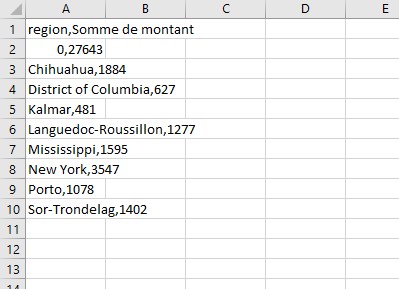 A B C D E
1 region,Somme de montant
2 0,27643
3 Chihuahua,1884
4 District of Columbia,627
5 Kalmar,481
6 Languedoc-Roussillon,1277
7 Mississippi,1595
8 New York,3547
9 Porto,1078
10 Sor-Trondelag,1402
11
12
13
14